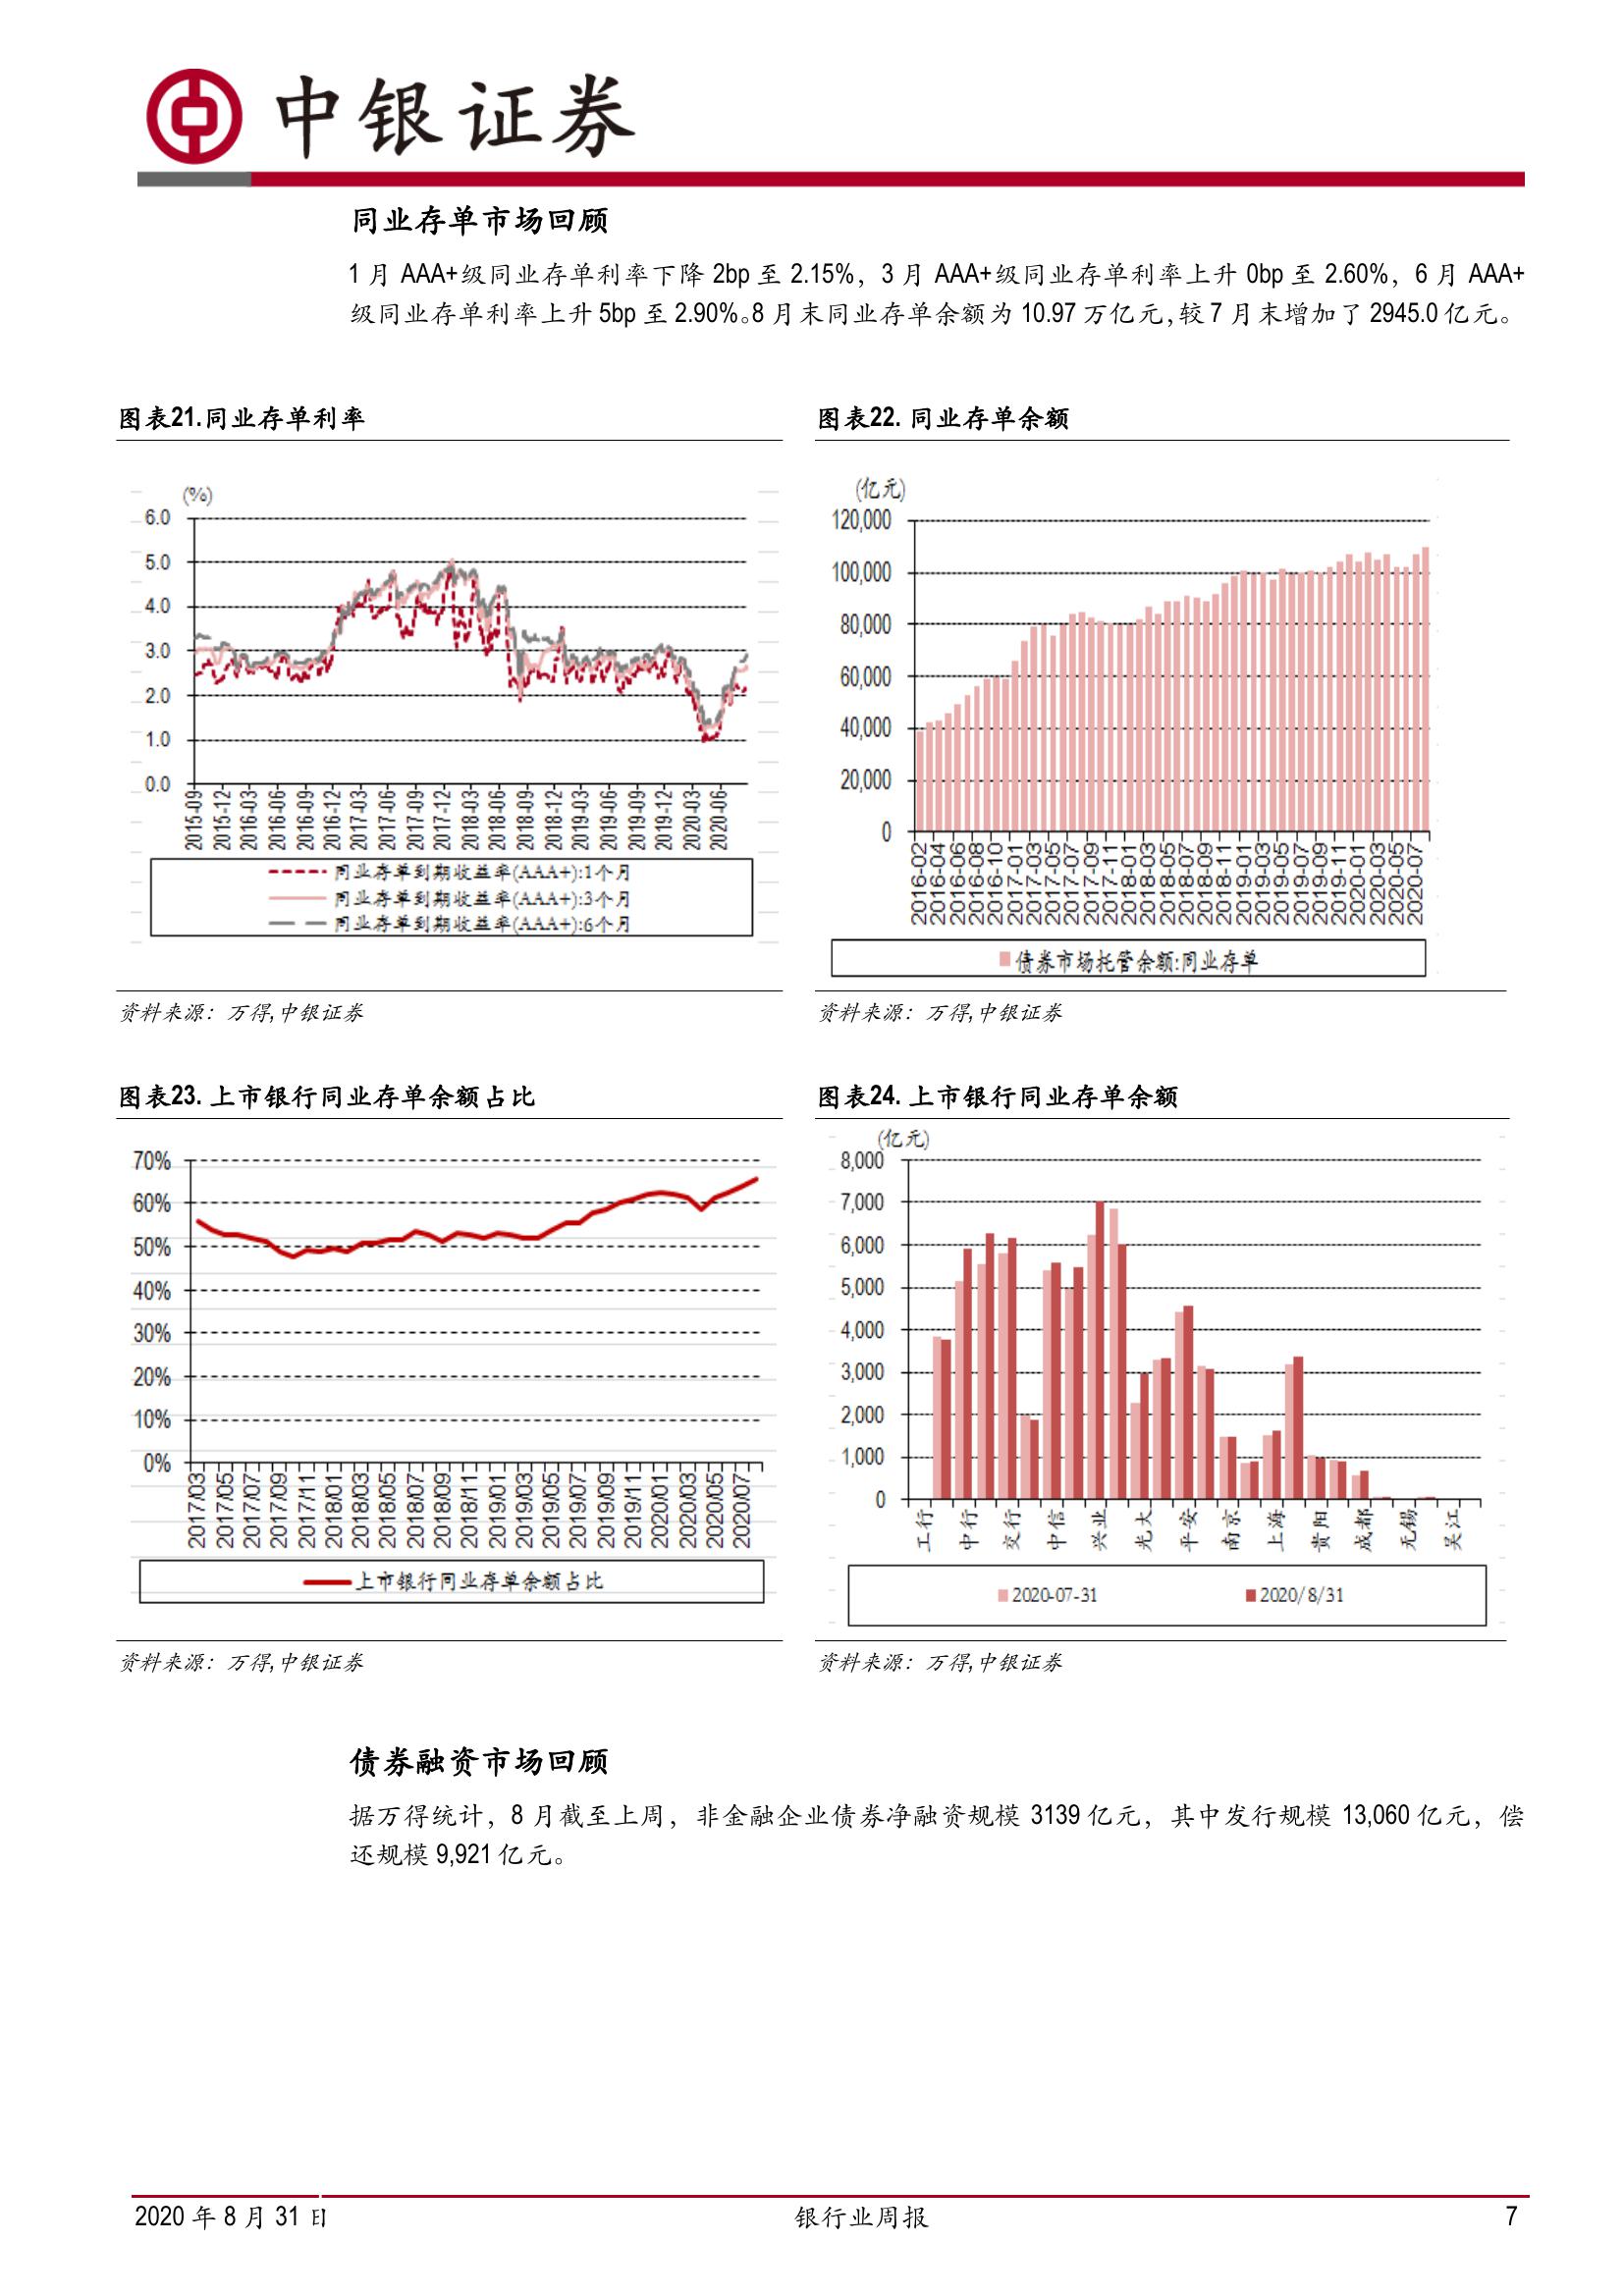 中银证券
同业存单市场回顾
1 月 AAA+级同业存单利率下降 2bp 至 2.15%，3 月 AAA+级同业存单利率上升 0bp 至 2.60%，6 月 AAA+
级同业存单利率上升 5bp 至 2.90%。8 月末同业存单余额为 10.97 万亿元，较 7 月末增加了 2945.0 亿元。
图表21.同业存单利率
(%)
6.0
5.0
4.0
3.0
2.0
1.0
0.0
2015-09
2015-12
2016-03
2016-06
2016-09
2016-12
2017-03
2017-06
2017-09
2017-12
2018-03
2018-06
2018-09
2018-12
2019-03
2019-06
2019-09
2019-12
2020-03
2020-06
同业存单到期收益率(AAA+):1个月
同业存单到期收益率(AAA+):3个月
同业存单到期收益率(AAA+):6个月
资料来源：万得,中银证券
图表22. 同业存单余额
(亿元)
120,000
100,000
80,000
60,000
40,000
20,000
0
2016-02
2016-04
2016-06
2016-08
2016-10
2017-01
2017-03
2017-05
2017-07
2017-09
2017-11
2018-01
2018-03
2018-05
2018-07
2018-09
2018-11
2019-01
2019-03
2019-05
2019-07
2019-09
2019-11
2020-01
2020-03
2020-05
2020-07
债券市场托管余额:同业存单
资料来源：万得,中银证券
图表23. 上市银行同业存单余额占比
70%
60%
50%
40%
30%
20%
10%
0%
2017/03
2017/05
2017/07
2017/09
2017/11
2018/01
2018/03
2018/05
2018/07
2018/09
2018/11
2019/01
2019/03
2019/05
2019/07
2019/09
2019/11
2020/01
2020/03
2020/05
2020/07
上市银行同业存单余额占比
资料来源：万得,中银证券
图表24. 上市银行同业存单余额
(亿元)
8,000
7,000
6,000
5,000
4,000
3,000
2,000
1,000
0
工行
中行
交行
中信
兴业
光大
平安
南京
上海
贵阳
成都
无锡
吴江
2020-07-31
2020/8/31
资料来源：万得,中银证券
债券融资市场回顾
据万得统计，8 月截至上周，非金融企业债券净融资规模 3139 亿元，其中发行规模 13,060 亿元，偿
还规模 9,921 亿元。
2020 年 8 月 31 日
银行业周报
7